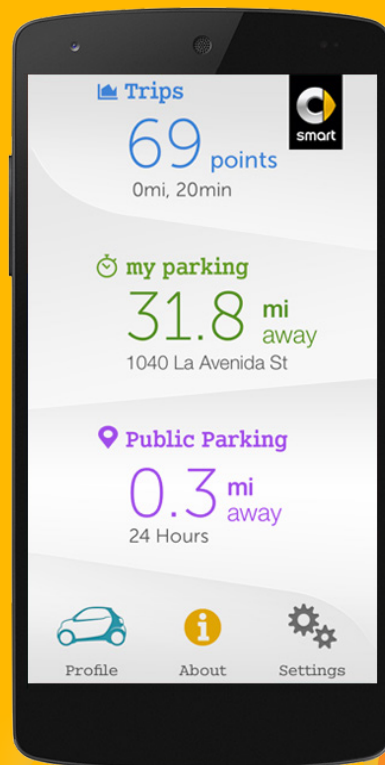 Trips
smart
69 points
0mi, 20min
my parking
31.8 mi
away
1040 La Avenida St
Public Parking
0.3 mi
away
24 Hours
i
Profile About Settings